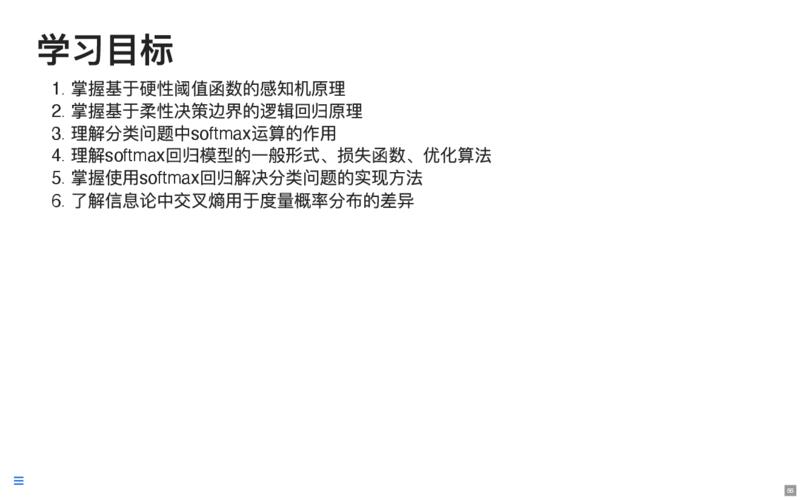 学习目标
1. 掌握基于硬性阈值函数的感知机原理
2. 掌握基于柔性决策边界的逻辑回归原理
3. 理解分类问题中softmax运算的作用
4. 理解softmax回归模型的一般形式、损失函数、优化算法
5. 掌握使用softmax回归解决分类问题的实现方法
6. 了解信息论中交叉熵用于度量概率分布的差异